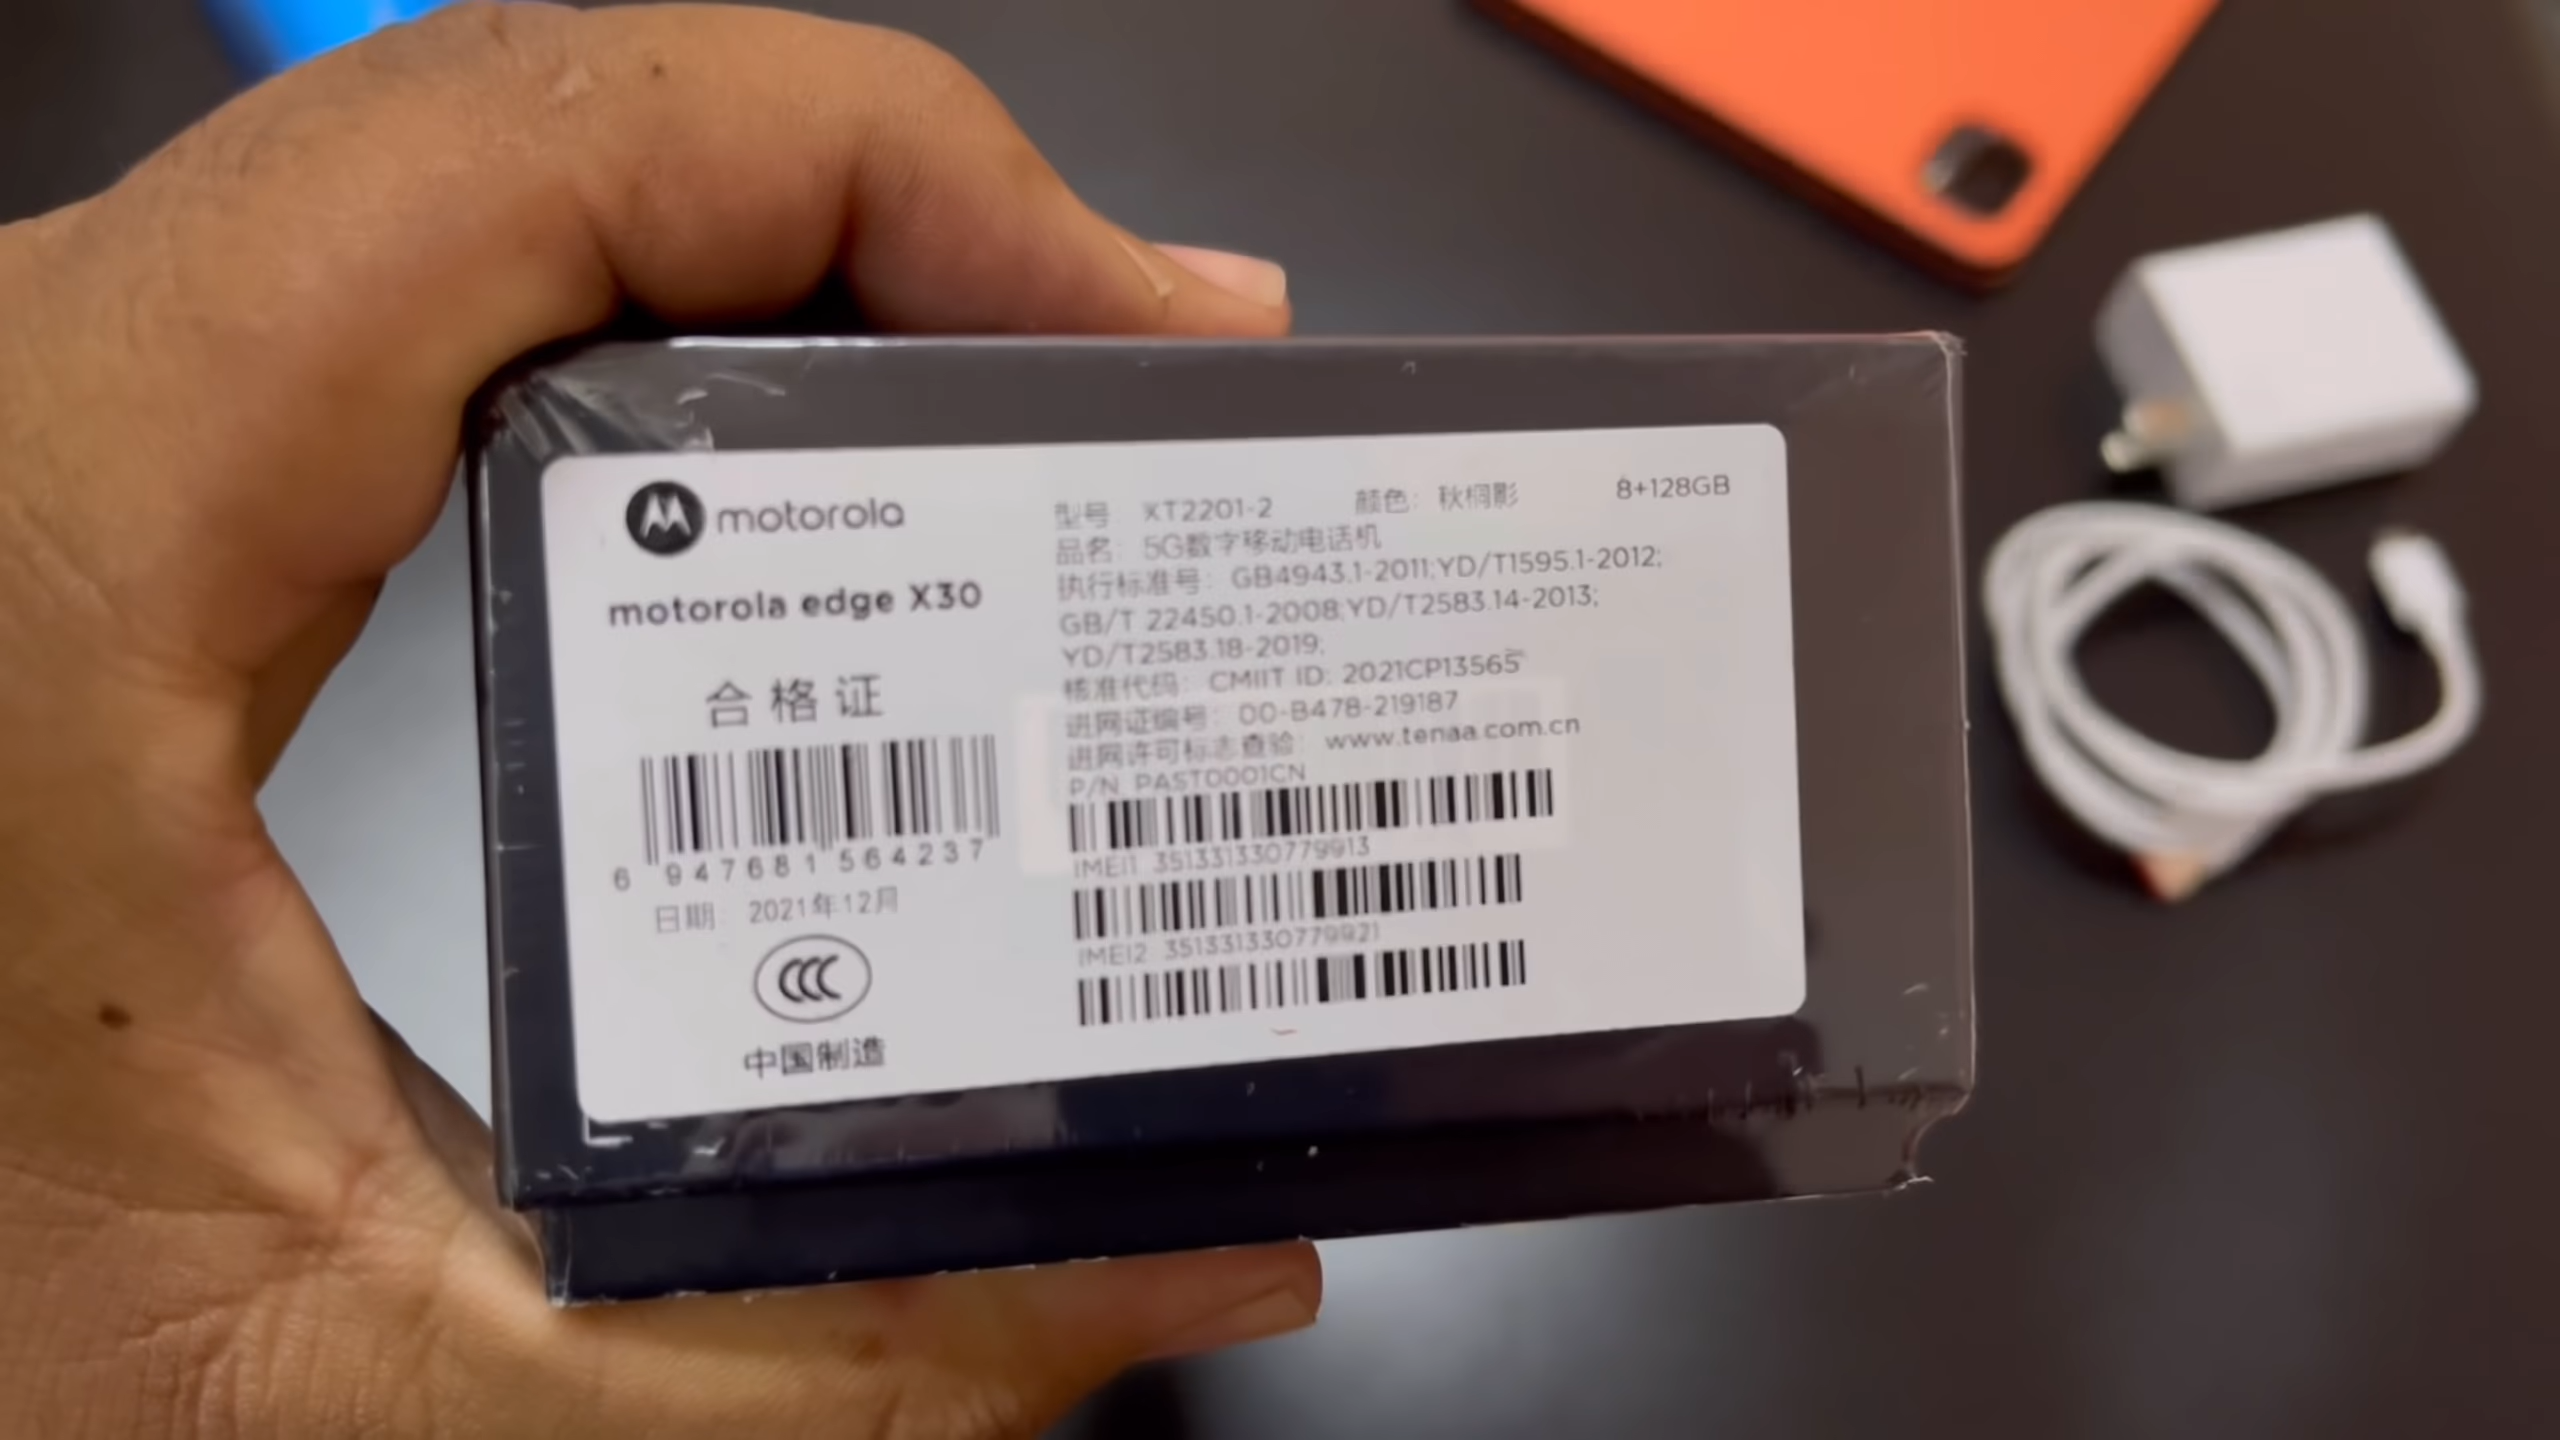 motorola
motorola edge X30
合格证
6 947681 564237
日期: 2021年12月
CCC
中国制造
型号 XT2201-2 颜色: 秋桐影 8+128GB
品名: 5G数字移动电话机
执行标准号: GB4943.1-2011;YD/T1595.1-2012;
GB/T 22450.1-2008;YD/T2583.14-2013;
YD/T2583.18-2019;
核准代码: CMIIT ID: 2021CP13565
进网证编号: 00-B478-219187
进网许可标志查验: www.tenaa.com.cn
P/N PAST0001CN
IMEI1 351331330779913
IMEI2 351331330779921